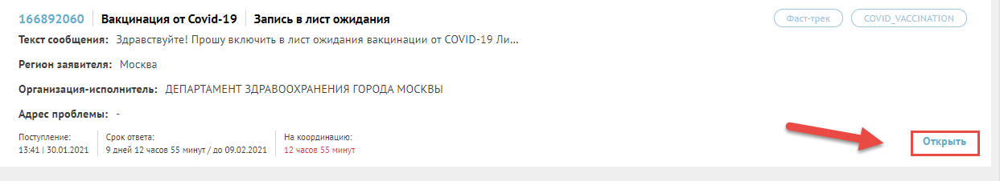 166892060 Вакцинация от Covid-19 Запись в лист ожидания Фаст-трек COVID_VACCINATION
Текст сообщения: Здравствуйте! Прошу включить в лист ожидания вакцинации от COVID-19 Ли...
Регион заявителя: Москва
Организация-исполнитель: ДЕПАРТАМЕНТ ЗДРАВООХРАНЕНИЯ ГОРОДА МОСКВЫ
Адрес проблемы: -
Поступление: Срок ответа: На координацию:
13:41 | 30.01.2021 9 дней 12 часов 55 минут / до 09.02.2021 12 часов 55 минут
Открыть